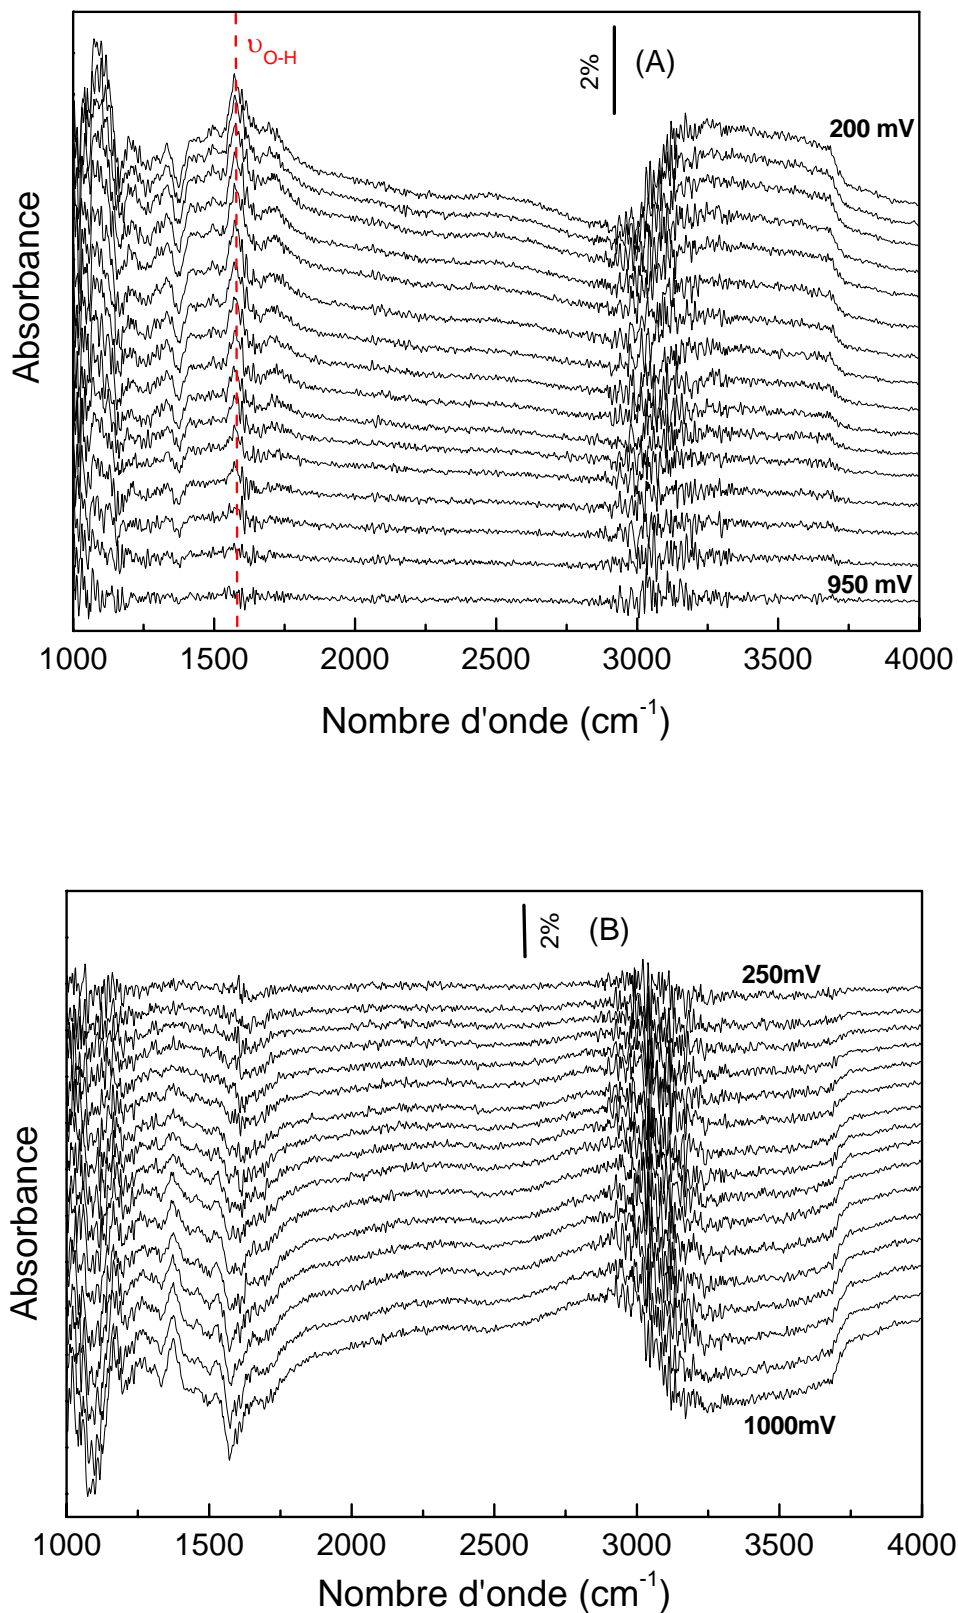 υO-H
2%
(A)
200 mV
950 mV
Absorbance
1000 1500 2000 2500 3000 3500 4000
Nombre d'onde (cm-1)
2%
(B)
250mV
1000mV
Absorbance
1000 1500 2000 2500 3000 3500 4000
Nombre d'onde (cm-1)